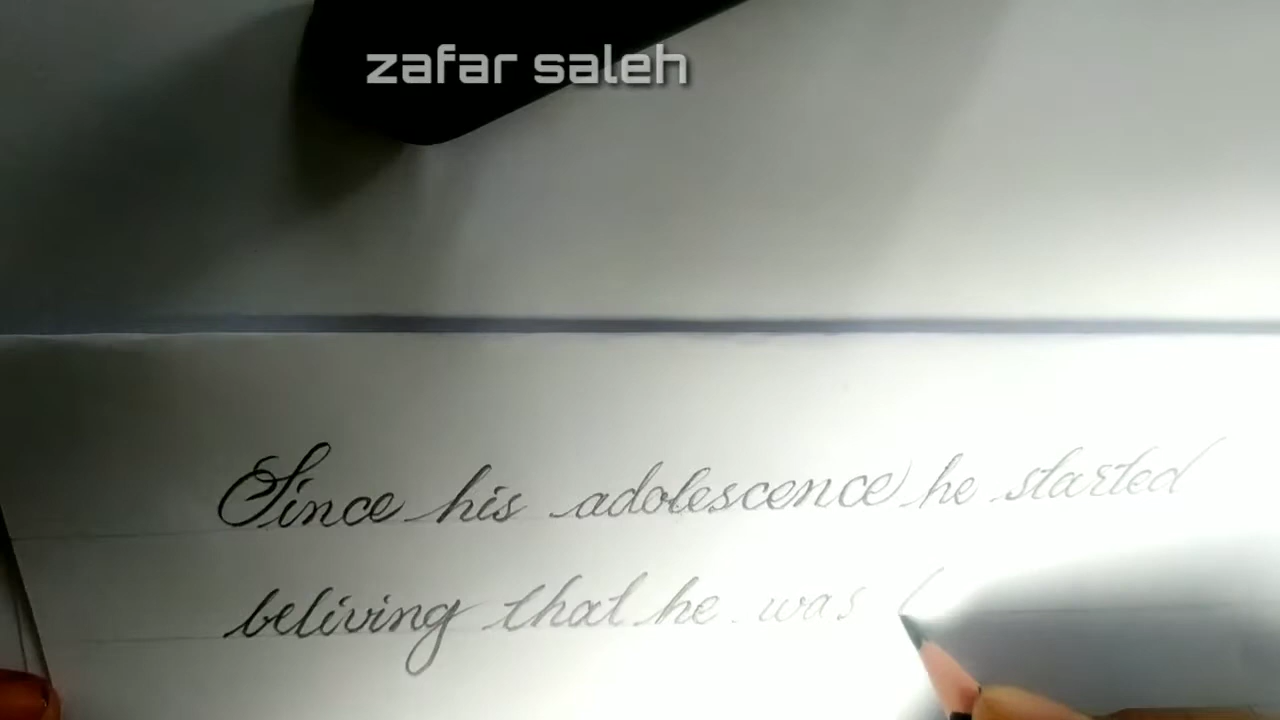 zafar saleh
Since his adolescence he started
beliving that he was